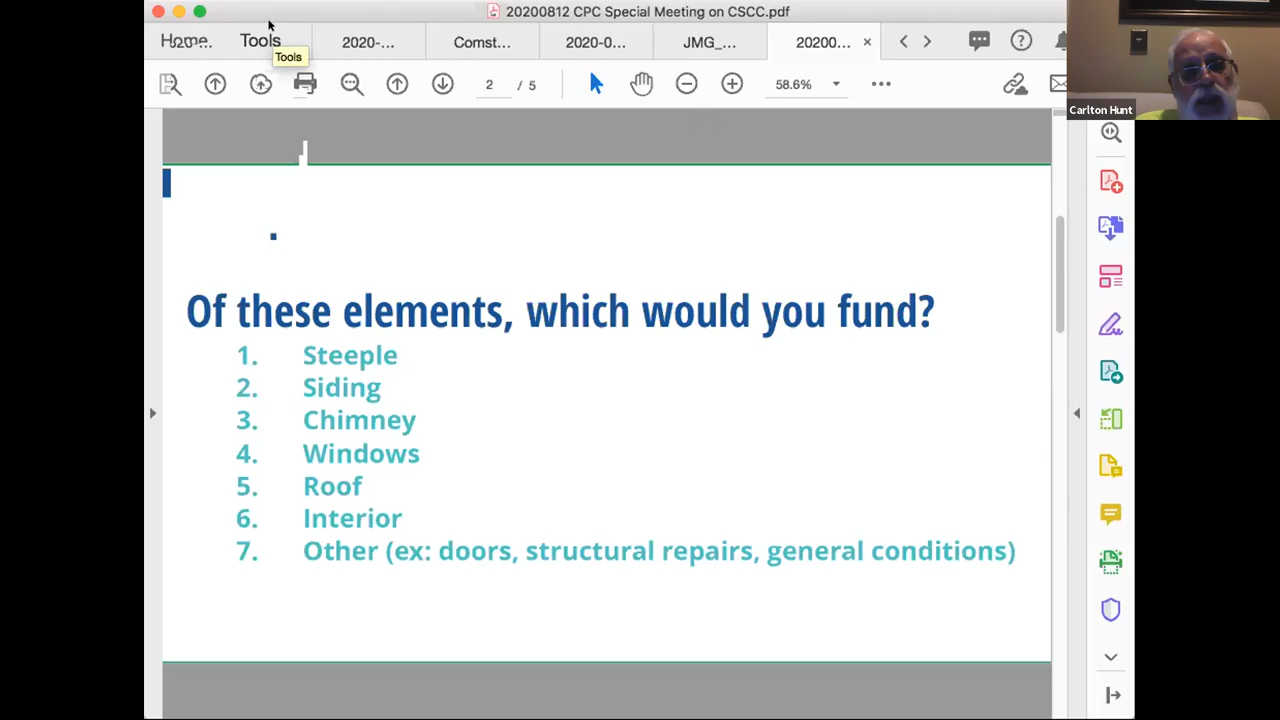 20200812 CPC Special Meeting on CSCC.pdf
Home
Tools
2020-...
Comst...
2020-0...
JMG_...
20200...
Tools
2 / 5
58.6%
Carlton Hunt
Of these elements, which would you fund?
1. Steeple
2. Siding
3. Chimney
4. Windows
5. Roof
6. Interior
7. Other (ex: doors, structural repairs, general conditions)